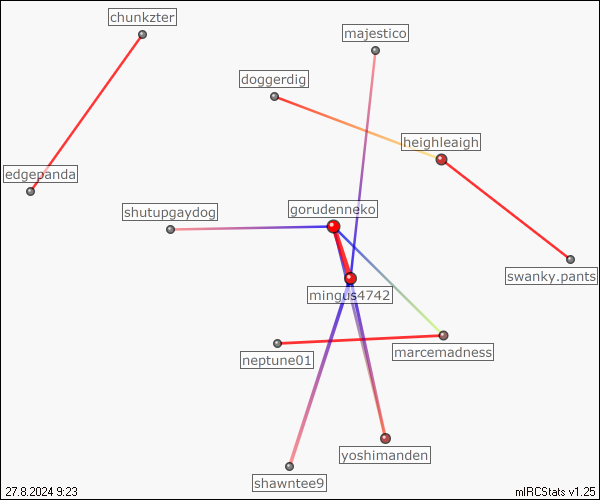 chunkzter
majestico
doggerdig
heighleaigh
edgepanda
shutupgaydog
gorudenneko
swanky.pants
mingus4742
neptune01
marcemadness
yoshimanden
shawntee9
27.8.2024 9:23
mIRCStats v1.25